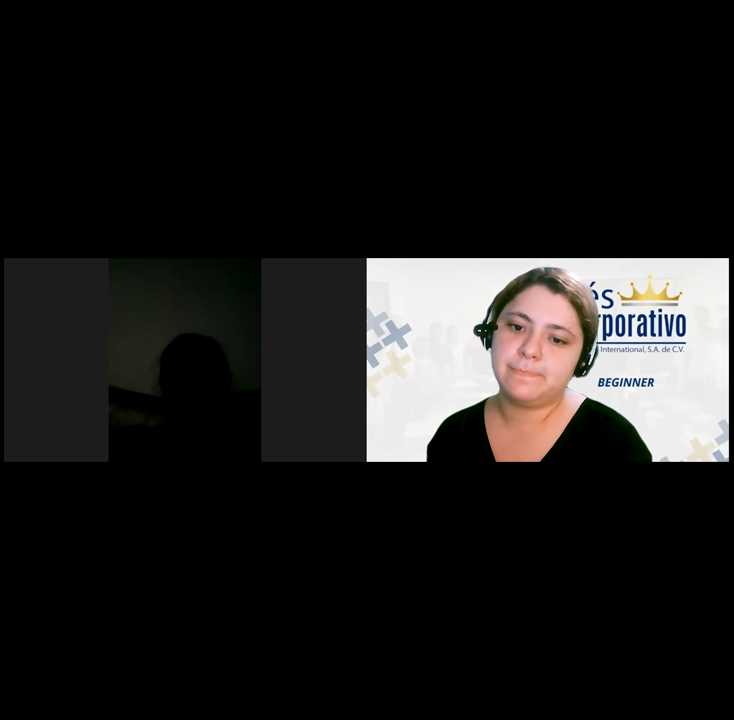 és
rporativo
International, S.A. de C.V.
BEGINNER